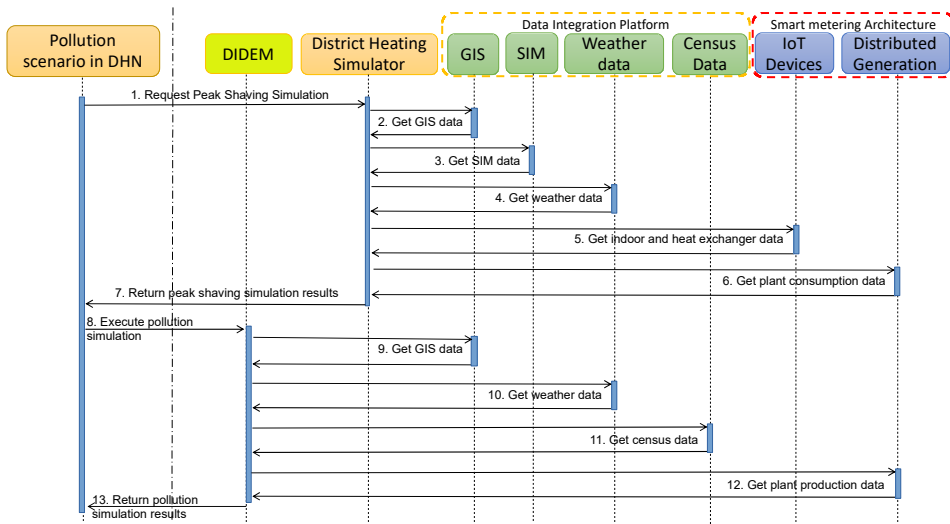 Data Integration Platform
Smart metering Architecture
Pollution
scenario in DHN
DIDEM
District Heating
Simulator
GIS
SIM
Weather
data
Census
Data
IoT
Devices
Distributed
Generation
1. Request Peak Shaving Simulation
2. Get GIS data
3. Get SIM data
4. Get weather data
5. Get indoor and heat exchanger data
6. Get plant consumption data
7. Return peak shaving simulation results
8. Execute pollution
simulation
9. Get GIS data
10. Get weather data
11. Get census data
12. Get plant production data
13. Return pollution
simulation results